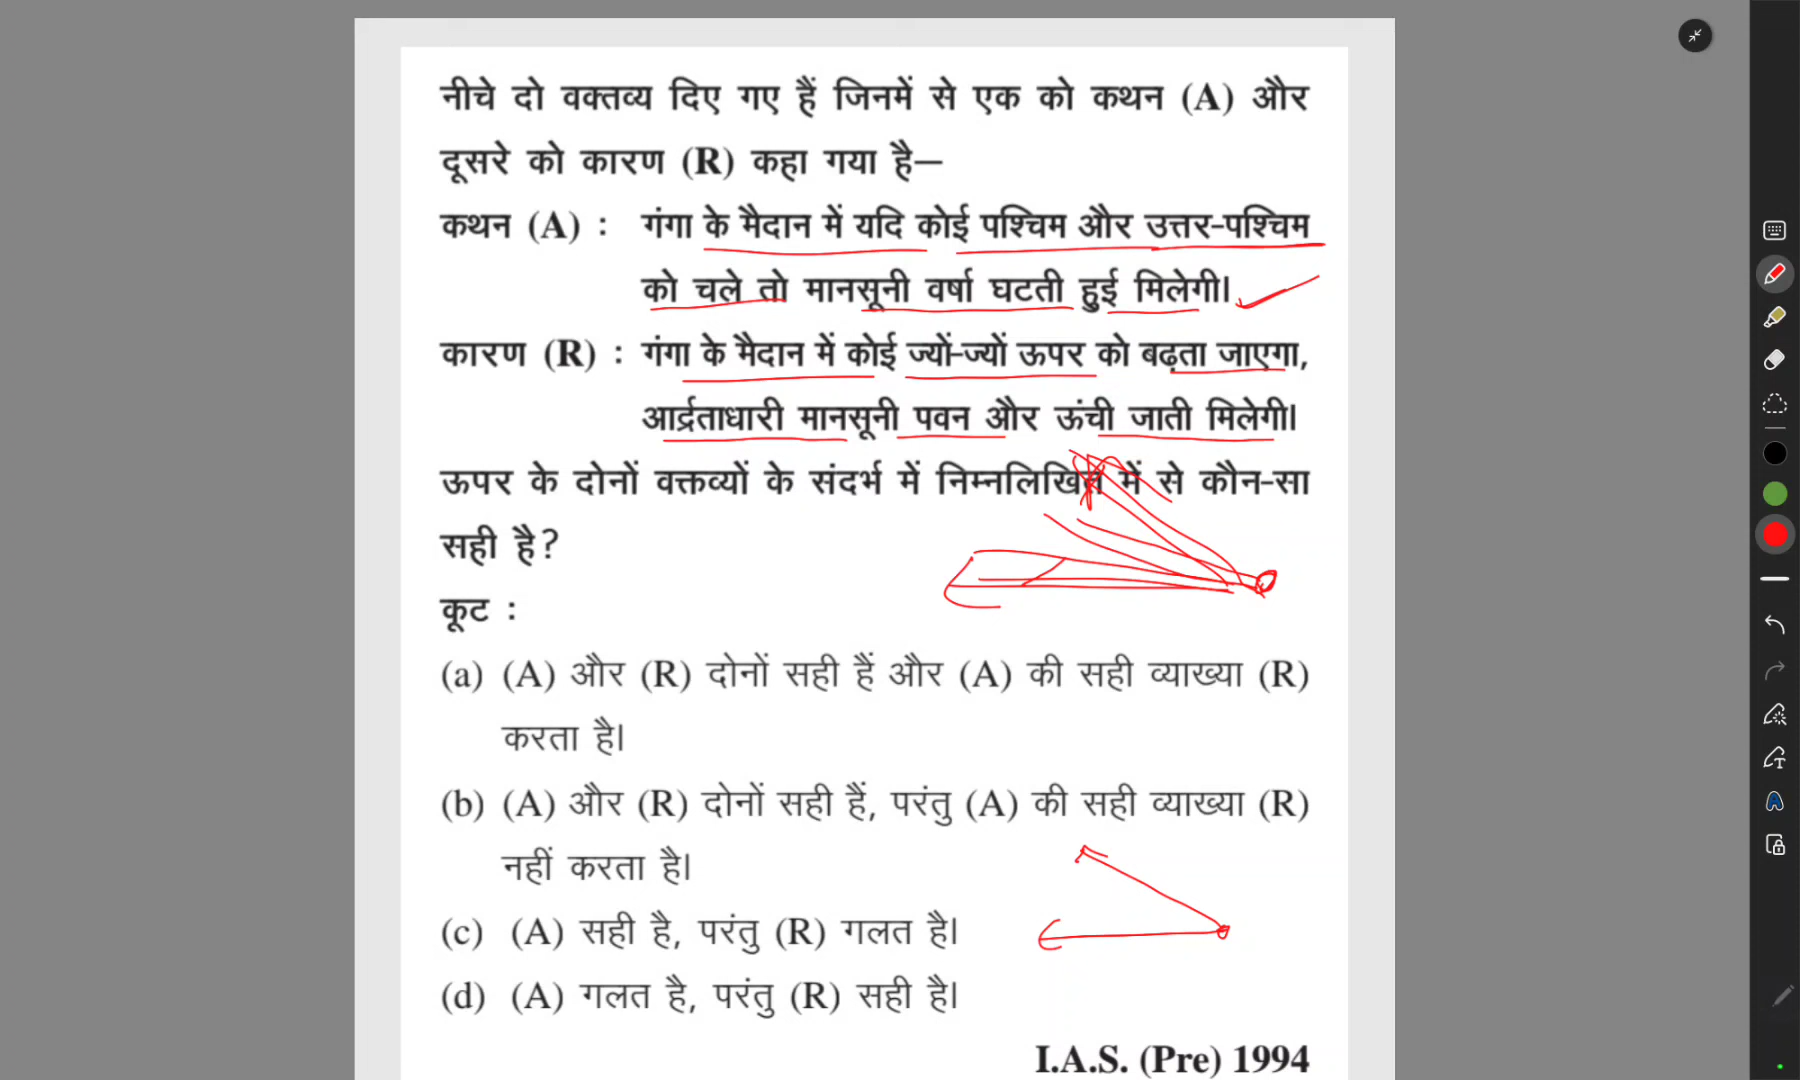 नीचे दो वक्तव्य दिए गए हैं जिनमें से एक को कथन (A) और
दूसरे को कारण (R) कहा गया है—
कथन (A) : गंगा के मैदान में यदि कोई पश्चिम और उत्तर-पश्चिम
को चले तो मानसूनी वर्षा घटती हुई मिलेगी।
कारण (R) : गंगा के मैदान में कोई ज्यों-ज्यों ऊपर को बढ़ता जाएगा,
आर्द्रताधारी मानसूनी पवन और ऊंची जाती मिलेगी।
ऊपर के दोनों वक्तव्यों के संदर्भ में निम्नलिखित में से कौन-सा
सही है?
कूट :
(a) (A) और (R) दोनों सही हैं और (A) की सही व्याख्या (R)
करता है।
(b) (A) और (R) दोनों सही हैं, परंतु (A) की सही व्याख्या (R)
नहीं करता है।
(c) (A) सही है, परंतु (R) गलत है।
(d) (A) गलत है, परंतु (R) सही है।
I.A.S. (Pre) 1994